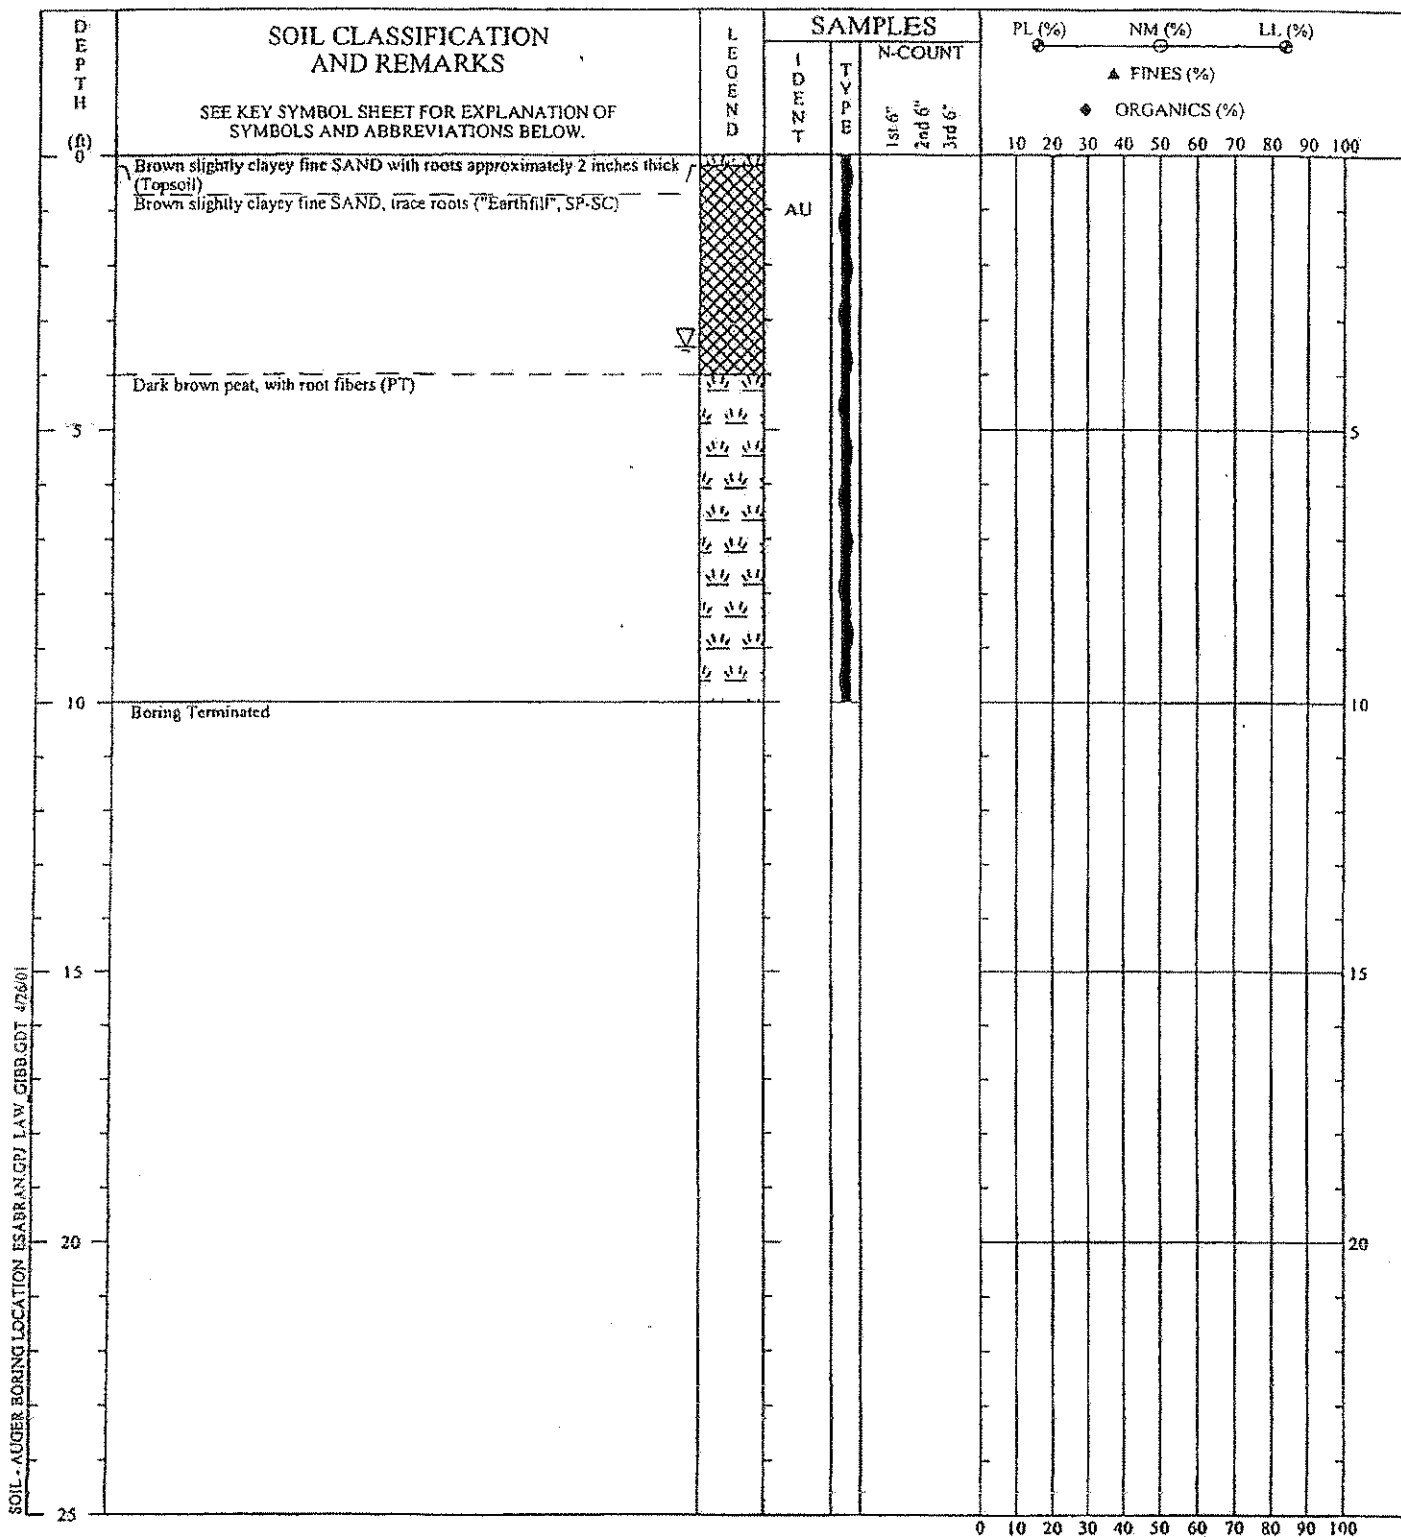 DEPTH (ft)
SOIL CLASSIFICATION
AND REMARKS
SEE KEY SYMBOL SHEET FOR EXPLANATION OF
SYMBOLS AND ABBREVIATIONS BELOW.
LEGEND
SAMPLES
IDENT
TYPE
N-COUNT
1st 6"
2nd 6"
3rd 6"
PL (%) NM (%) LL (%)
▲ FINES (%)
◆ ORGANICS (%)
10 20 30 40 50 60 70 80 90 100
0
Brown slightly clayey fine SAND with roots approximately 2 inches thick
(Topsoil)
Brown slightly clayey fine SAND, trace roots ("Earthfill", SP-SC)
AU
Dark brown peat, with root fibers (PT)
5 5
10 10
Boring Terminated
15 15
20 20
25
0 10 20 30 40 50 60 70 80 90 100
SOIL - AUGER BORING LOCATION ESABRAN.GPJ LAW_GIBB.GDT 4/26/01